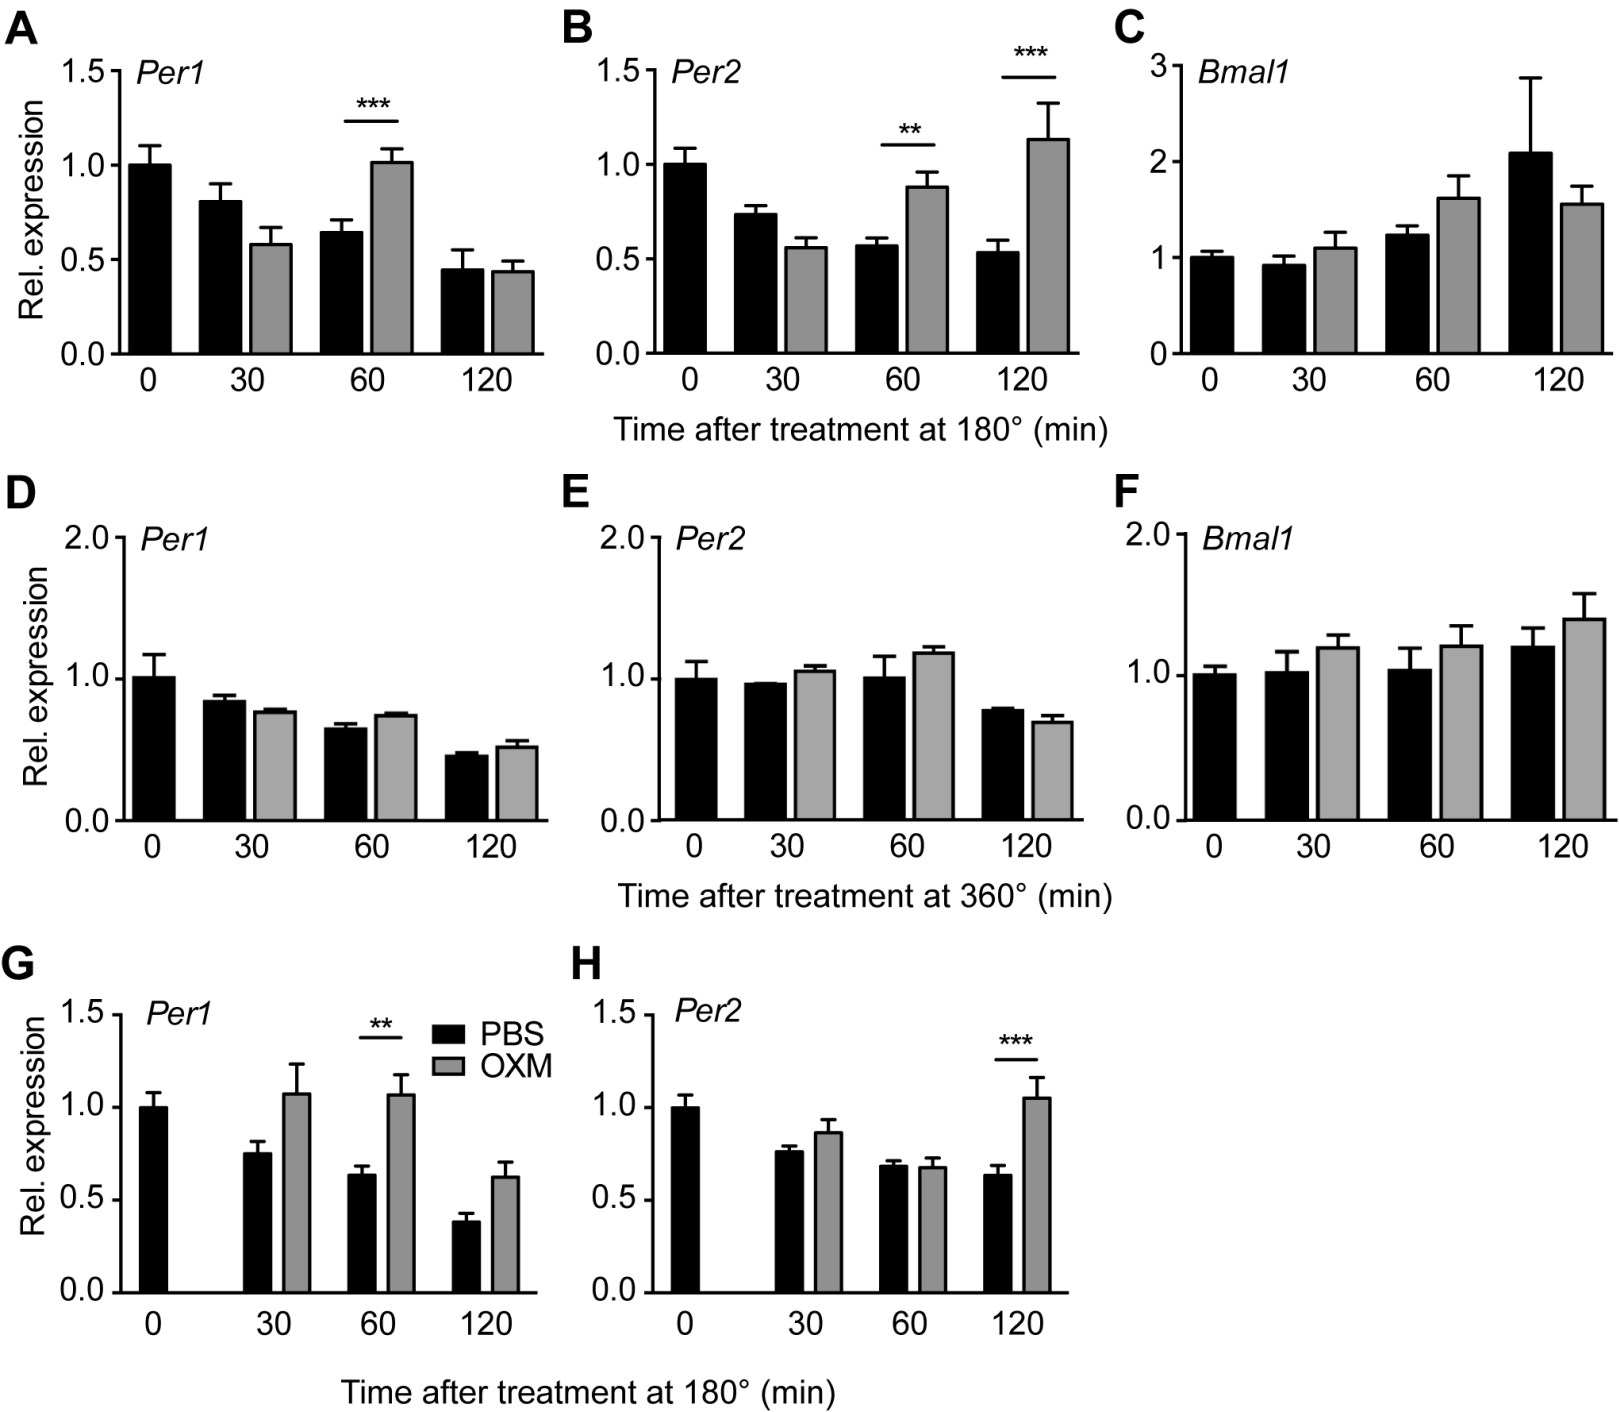 A
B
C
Per1
Per2
Bmal1
Rel. expression
1.5
1.0
0.5
0.0
***
0 30 60 120
1.5
1.0
0.5
0.0
**
***
0 30 60 120
3
2
1
0
0 30 60 120
Time after treatment at 180° (min)
D
E
F
Per1
Per2
Bmal1
Rel. expression
2.0
1.0
0.0
0 30 60 120
2.0
1.0
0.0
0 30 60 120
2.0
1.0
0.0
0 30 60 120
Time after treatment at 360° (min)
G
H
Per1
Per2
Rel. expression
1.5
1.0
0.5
0.0
**
PBS
OXM
0 30 60 120
1.5
1.0
0.5
0.0
***
0 30 60 120
Time after treatment at 180° (min)